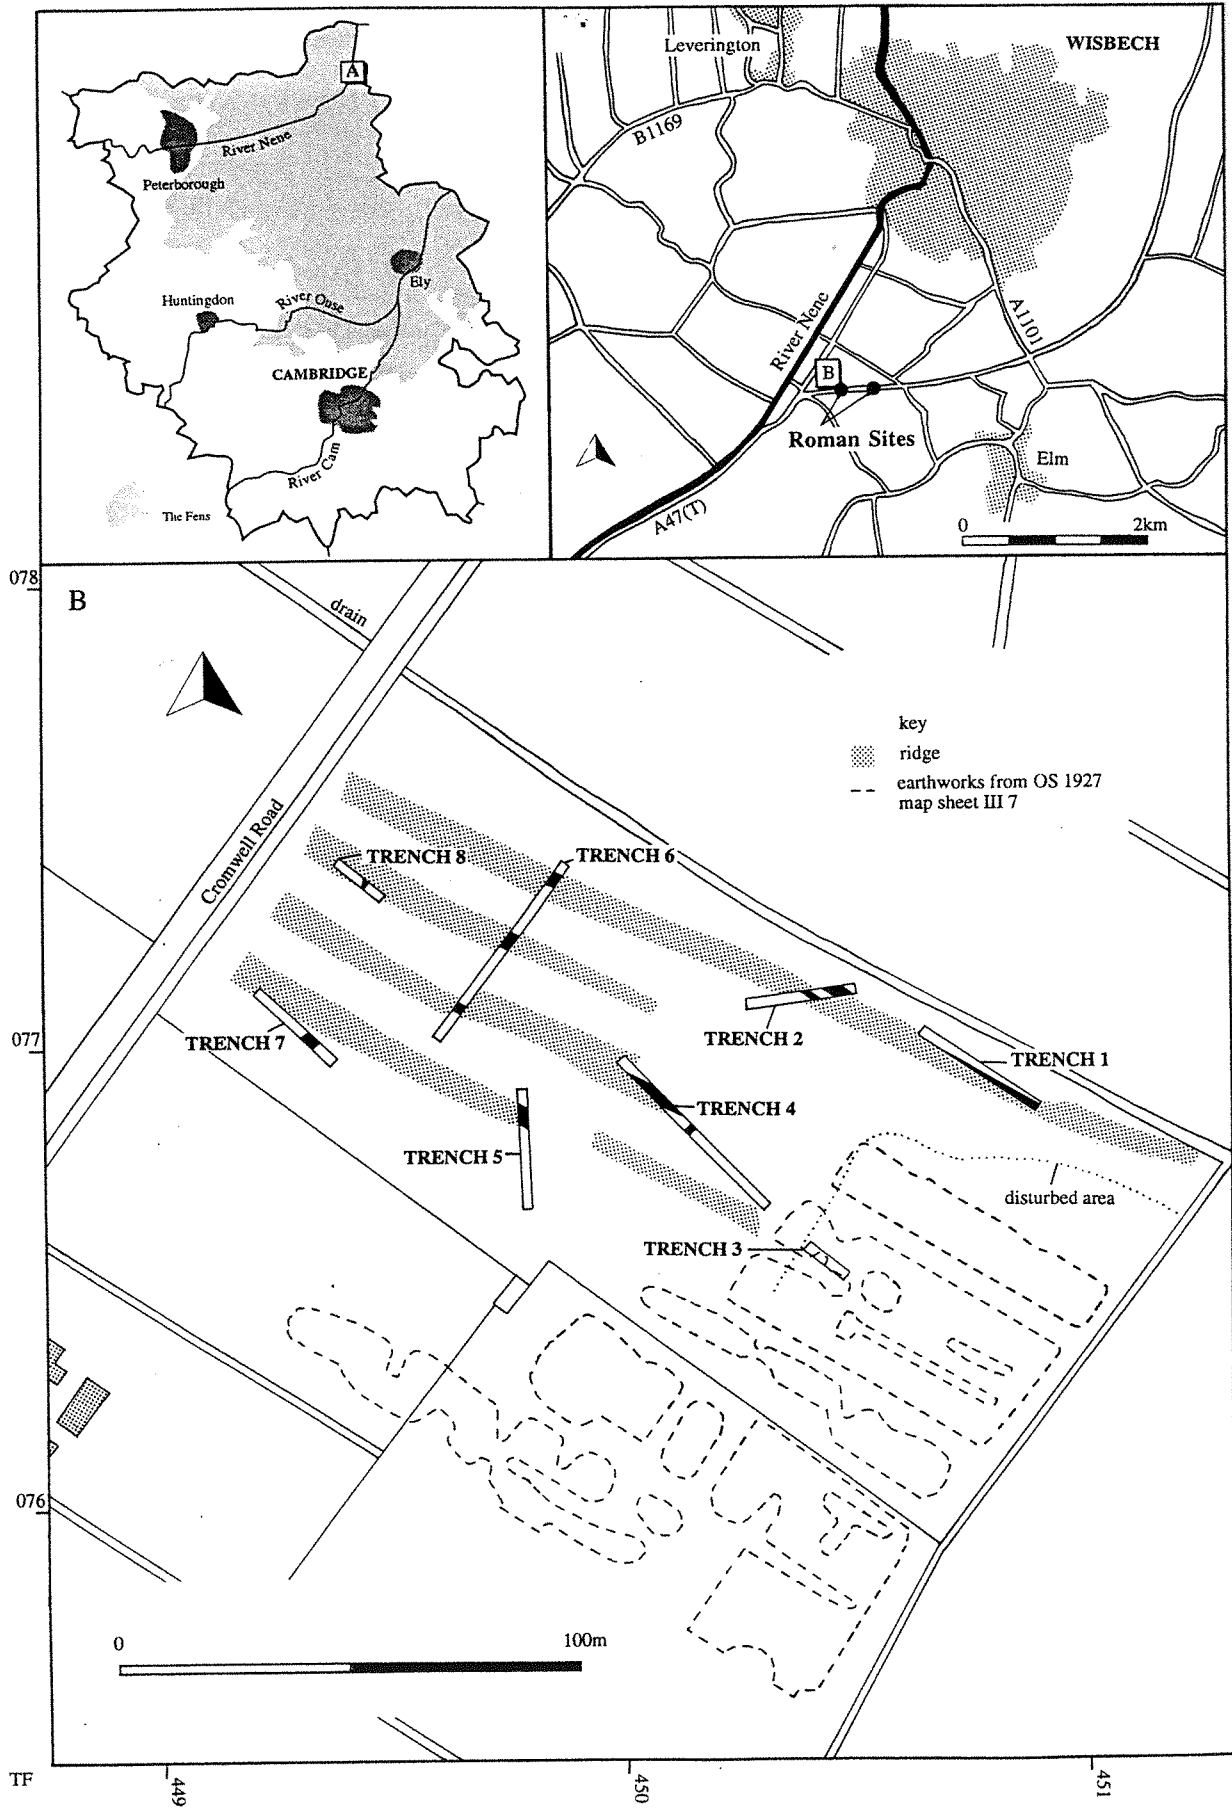 A
River Nene
Peterborough
Ely
Huntingdon
River Ouse
CAMBRIDGE
River Cam
The Fens
Leverington
WISBECH
B1169
River Nene
A1101
B
Roman Sites
Elm
A47(T)
0 2km
078
B
drain
key
ridge
earthworks from OS 1927
map sheet III 7
Cromwell Road
TRENCH 8
TRENCH 6
077
TRENCH 7
TRENCH 2
TRENCH 1
TRENCH 4
TRENCH 5
disturbed area
TRENCH 3
076
0 100m
TF
449
450
451